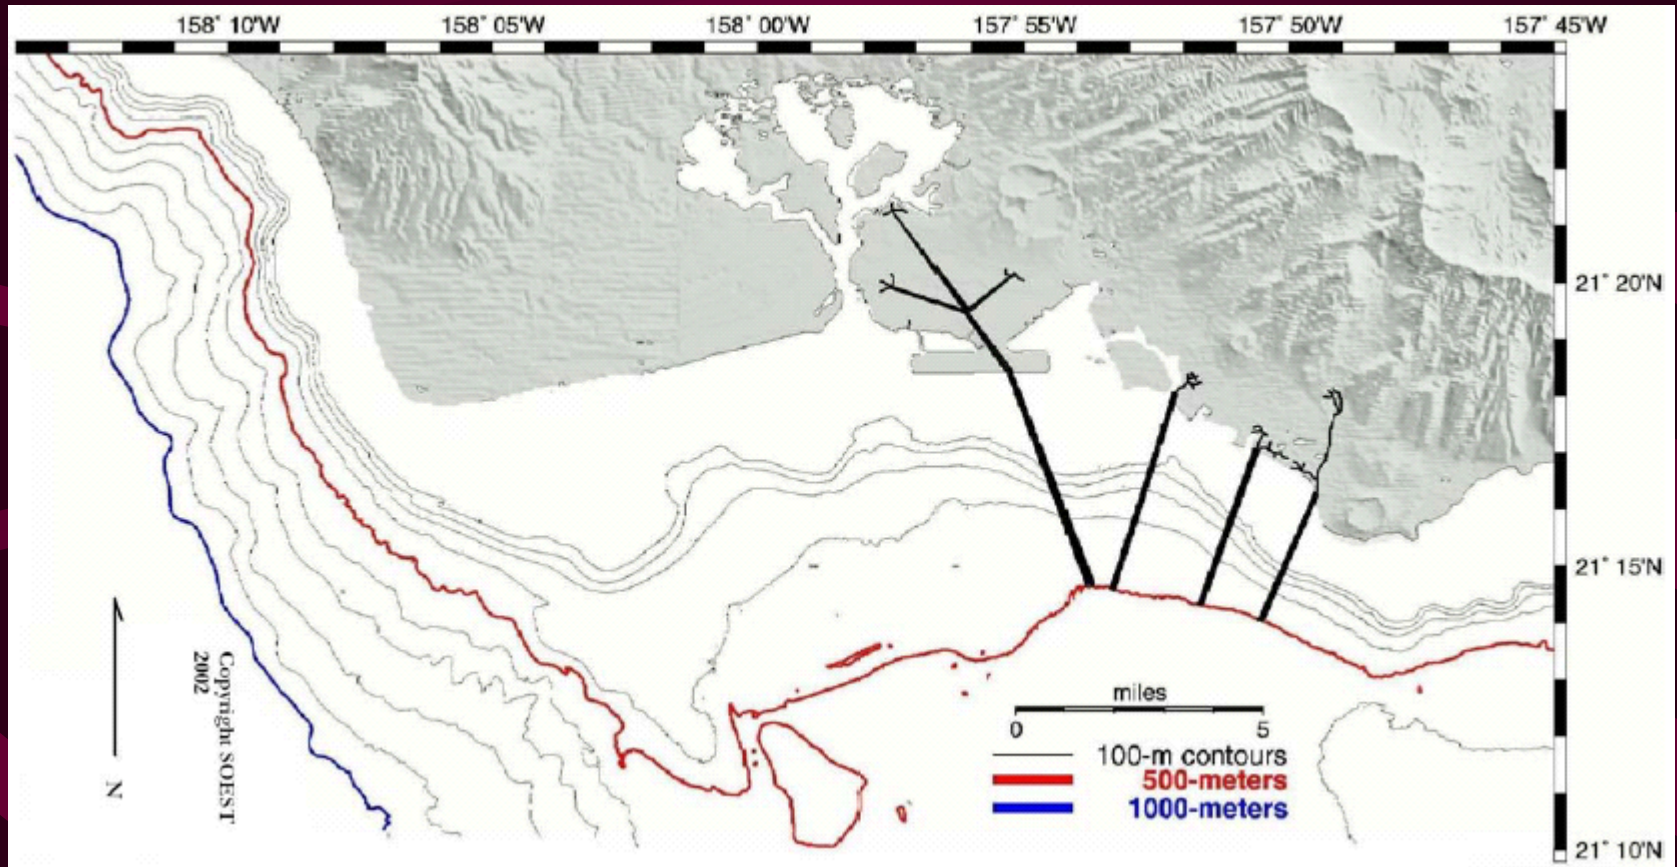 158° 10'W 158° 05'W 158° 00'W 157° 55'W 157° 50'W 157° 45'W
21° 20'N
21° 15'N
21° 10'N
Copyright SOEST
2002
N
miles
0 5
100-m contours
500-meters
1000-meters